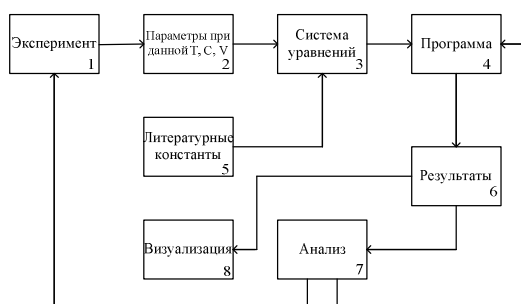 Эксперимент
1
Параметры при
данной T, C, V
2
Система
уравнений
3
Программа
4
Литературные
константы
5
Результаты
6
Визуализация
8
Анализ
7